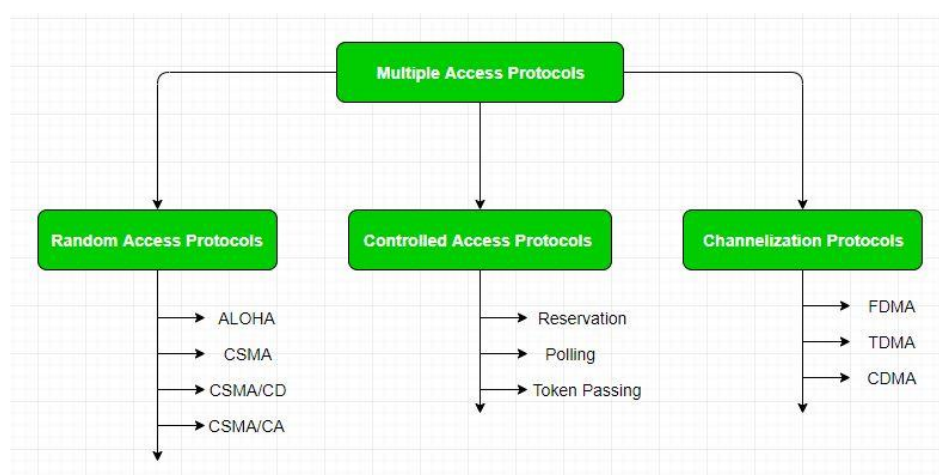 Multiple Access Protocols
Random Access Protocols
ALOHA
CSMA
CSMA/CD
CSMA/CA
Controlled Access Protocols
Reservation
Polling
Token Passing
Channelization Protocols
FDMA
TDMA
CDMA